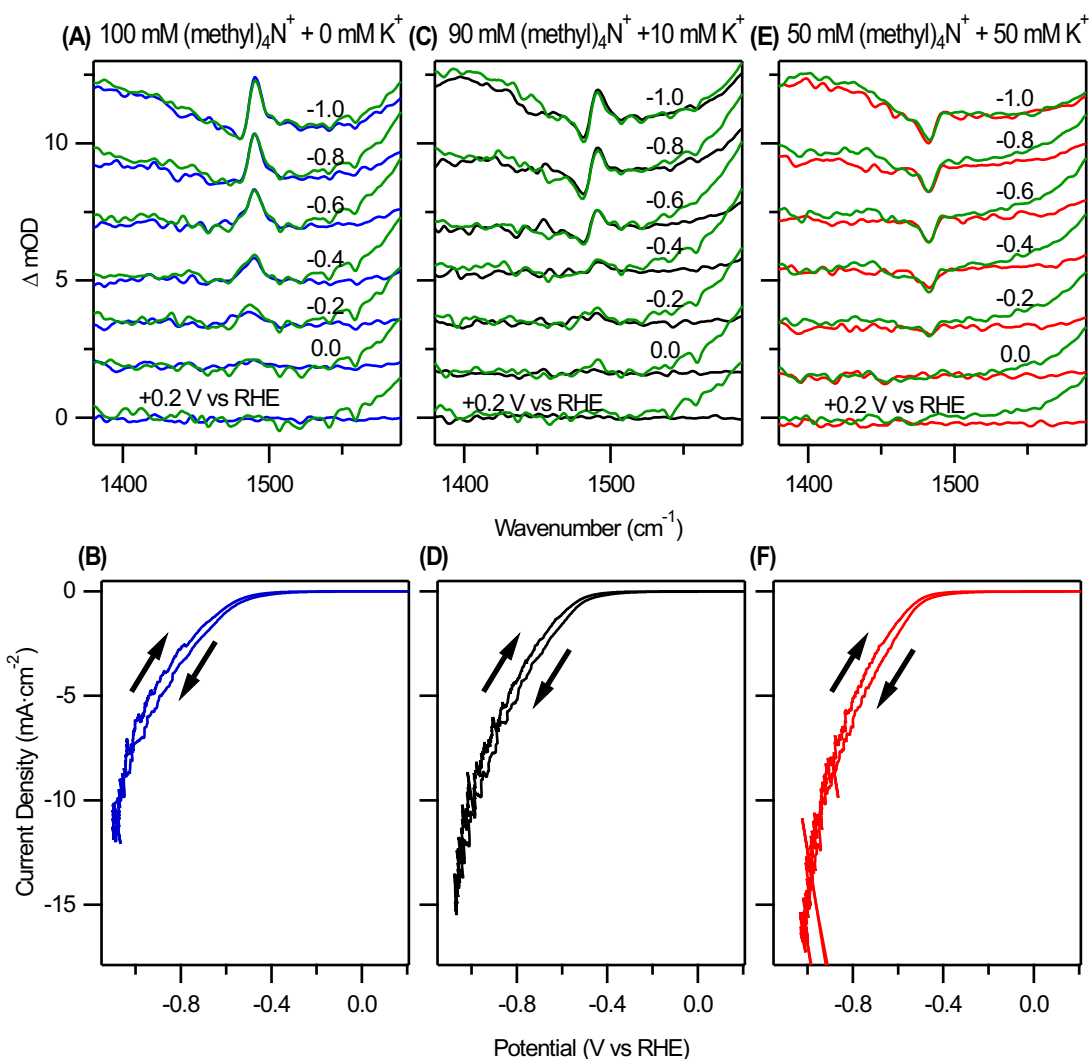 (A) 100 mM (methyl)₄N⁺ + 0 mM K⁺
(C) 90 mM (methyl)₄N⁺ +10 mM K⁺
(E) 50 mM (methyl)₄N⁺ + 50 mM K⁺
Δ mOD
10
5
0
-1.0
-0.8
-0.6
-0.4
-0.2
0.0
+0.2 V vs RHE
-1.0
-0.8
-0.6
-0.4
-0.2
0.0
+0.2 V vs RHE
-1.0
-0.8
-0.6
-0.4
-0.2
0.0
+0.2 V vs RHE
1400 1500
1400 1500
1400 1500
Wavenumber (cm⁻¹)
(B)
(D)
(F)
Current Density (mA·cm⁻²)
0
-5
-10
-15
-0.8 -0.4 0.0
-0.8 -0.4 0.0
-0.8 -0.4 0.0
Potential (V vs RHE)